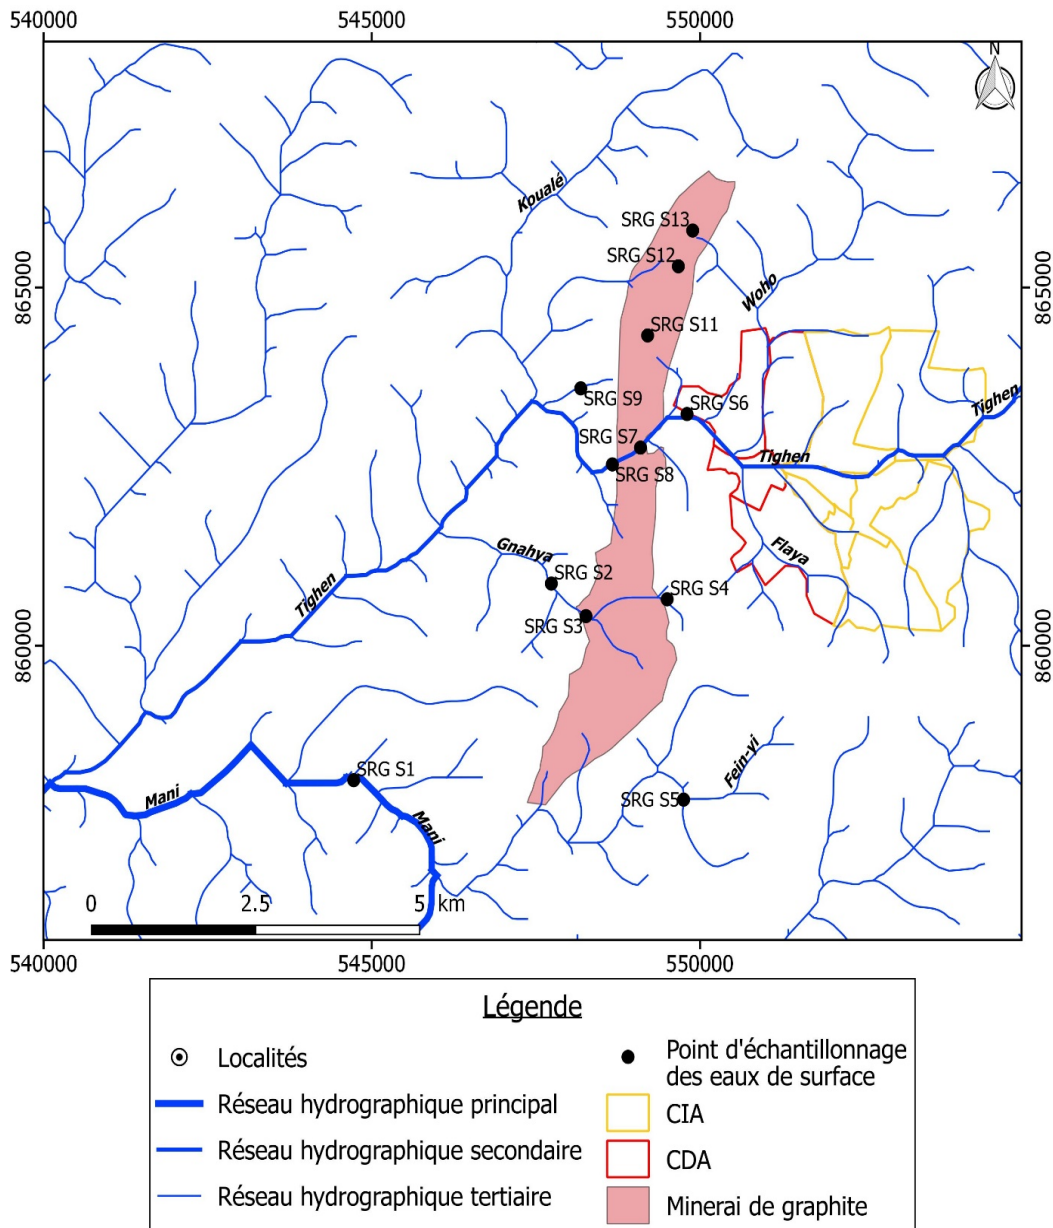 540000
545000
550000
N
Koualé
SRG S13
SRG S12
865000
865000
Woho
SRG S11
SRG S9
SRG S6
Tighen
SRG S7
Tighen
SRG S8
Gnahya
Flaya
SRG S2
SRG S4
Tighen
SRG S3
860000
860000
Fein-yi
SRG S1
SRG S5
Mani
Mani
0
2.5
5 km
540000
545000
550000
Légende
Localités
Point d'échantillonnage
des eaux de surface
Réseau hydrographique principal
CIA
Réseau hydrographique secondaire
CDA
Réseau hydrographique tertiaire
Minerai de graphite